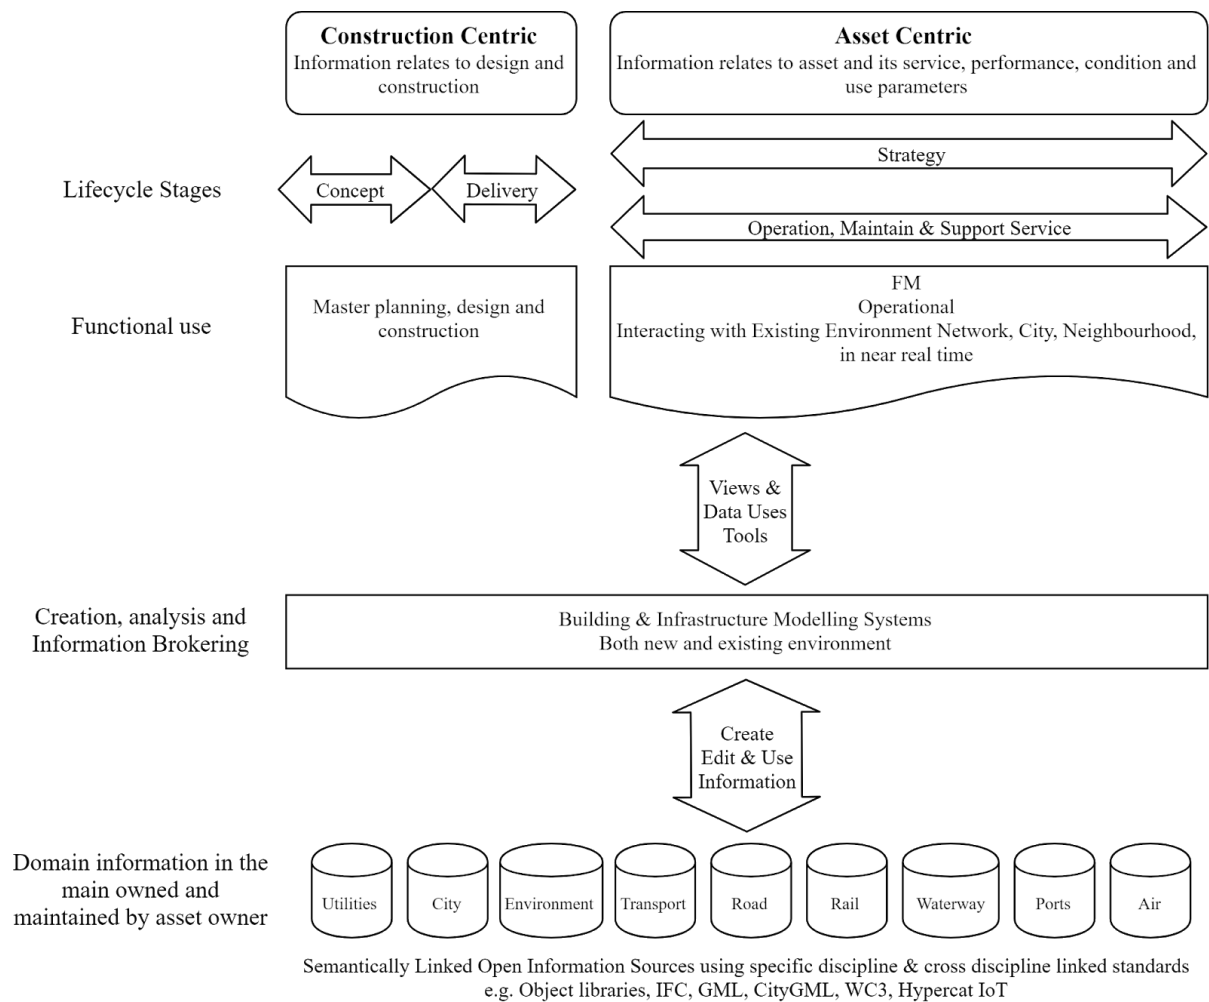 Construction Centric
Information relates to design and
construction
Asset Centric
Information relates to asset and its service, performance, condition and
use parameters
Lifecycle Stages
Concept
Delivery
Strategy
Operation, Maintain & Support Service
Functional use
Master planning, design and
construction
FM
Operational
Interacting with Existing Environment Network, City, Neighbourhood,
in near real time
Views &
Data Uses
Tools
Creation, analysis and
Information Brokering
Building & Infrastructure Modelling Systems
Both new and existing environment
Create
Edit & Use
Information
Domain information in the
main owned and
maintained by asset owner
Utilities
City
Environment
Transport
Road
Rail
Waterway
Ports
Air
Semantically Linked Open Information Sources using specific discipline & cross discipline linked standards
e.g. Object libraries, IFC, GML, CityGML, WC3, Hypercat IoT